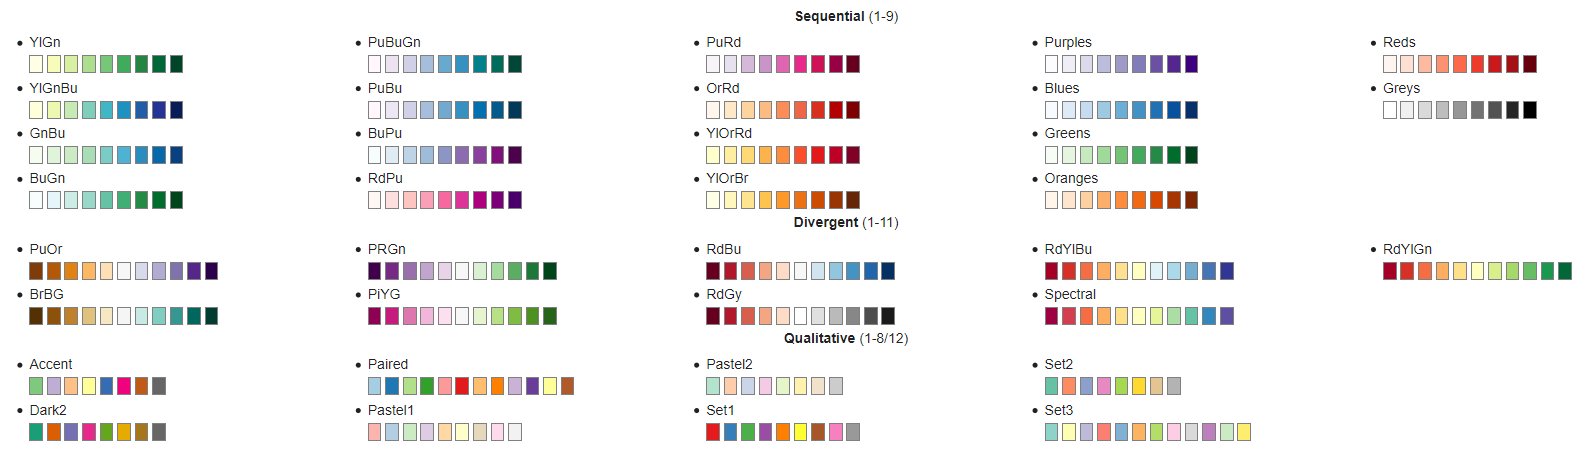 Sequential (1-9)
YlGn
PuBuGn
PuRd
Purples
Reds
YlGnBu
PuBu
OrRd
Blues
Greys
GnBu
BuPu
YlOrRd
Greens
BuGn
RdPu
YlOrBr
Oranges
Divergent (1-11)
PuOr
PRGn
RdBu
RdYlBu
RdYlGn
BrBG
PiYG
RdGy
Spectral
Qualitative (1-8/12)
Accent
Paired
Pastel2
Set2
Dark2
Pastel1
Set1
Set3